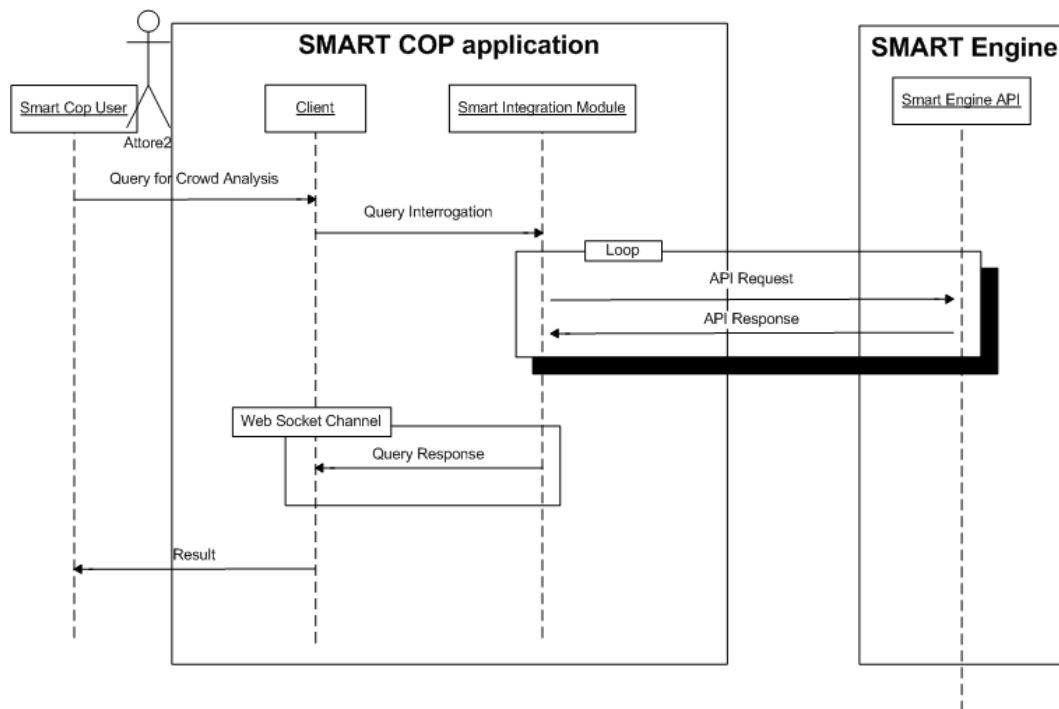 SMART COP application
SMART Engine
Smart Cop User
Client
Smart Integration Module
Smart Engine API
Attore2
Query for Crowd Analysis
Query Interrogation
Loop
API Request
API Response
Web Socket Channel
Query Response
Result